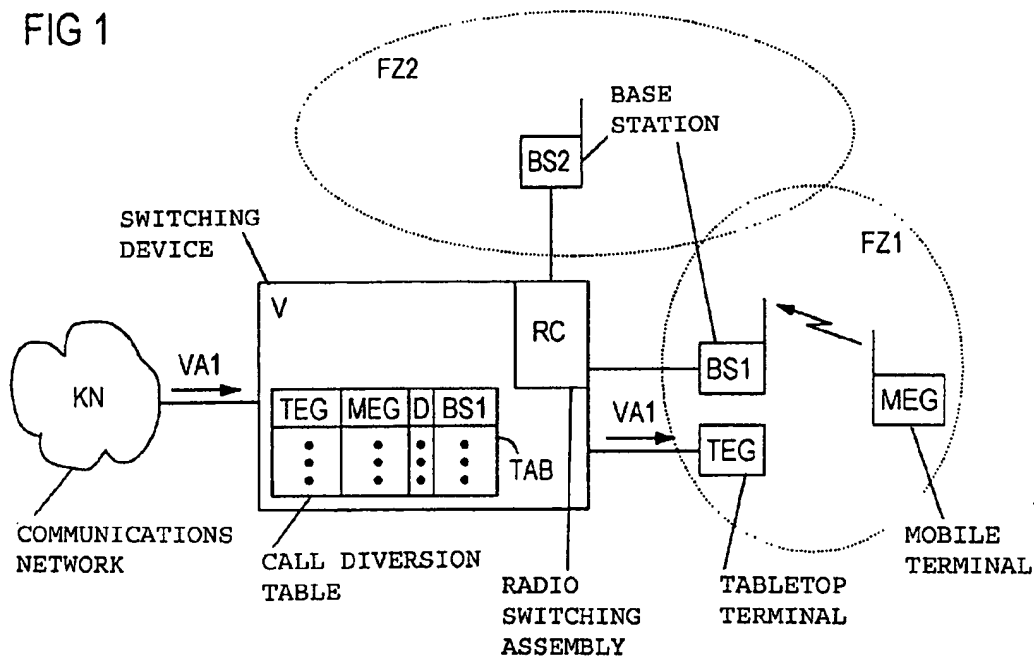 FIG 1
FZ2
BASE
STATION
BS2
SWITCHING
DEVICE
FZ1
V
RC
VA1
KN
BS1
MEG
TEG MEG D BS1
VA1
TEG
TAB
COMMUNICATIONS
NETWORK
CALL DIVERSION
TABLE
RADIO
SWITCHING
ASSEMBLY
TABLETOP
TERMINAL
MOBILE
TERMINAL